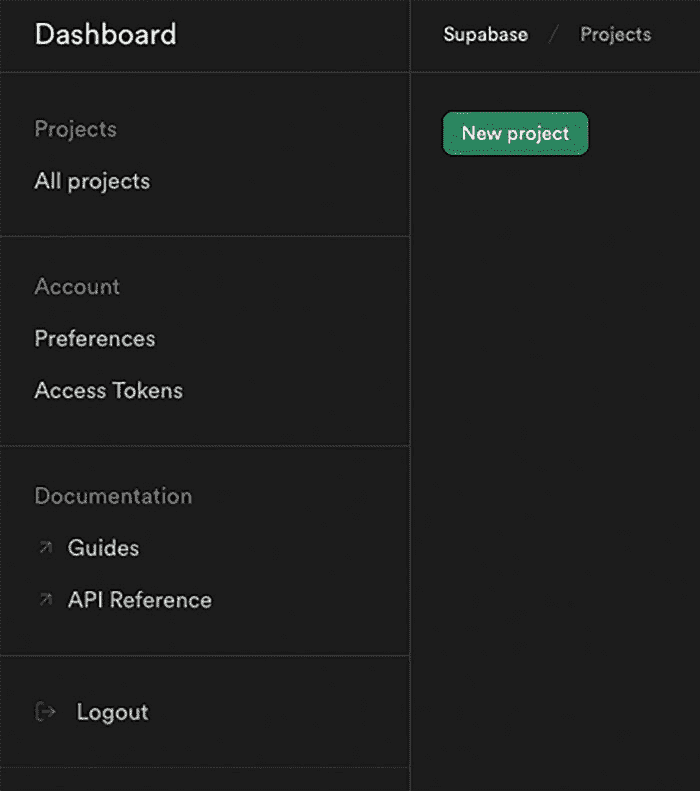 Dashboard
Supabase / Projects
New project
Projects
All projects
Account
Preferences
Access Tokens
Documentation
Guides
API Reference
Logout